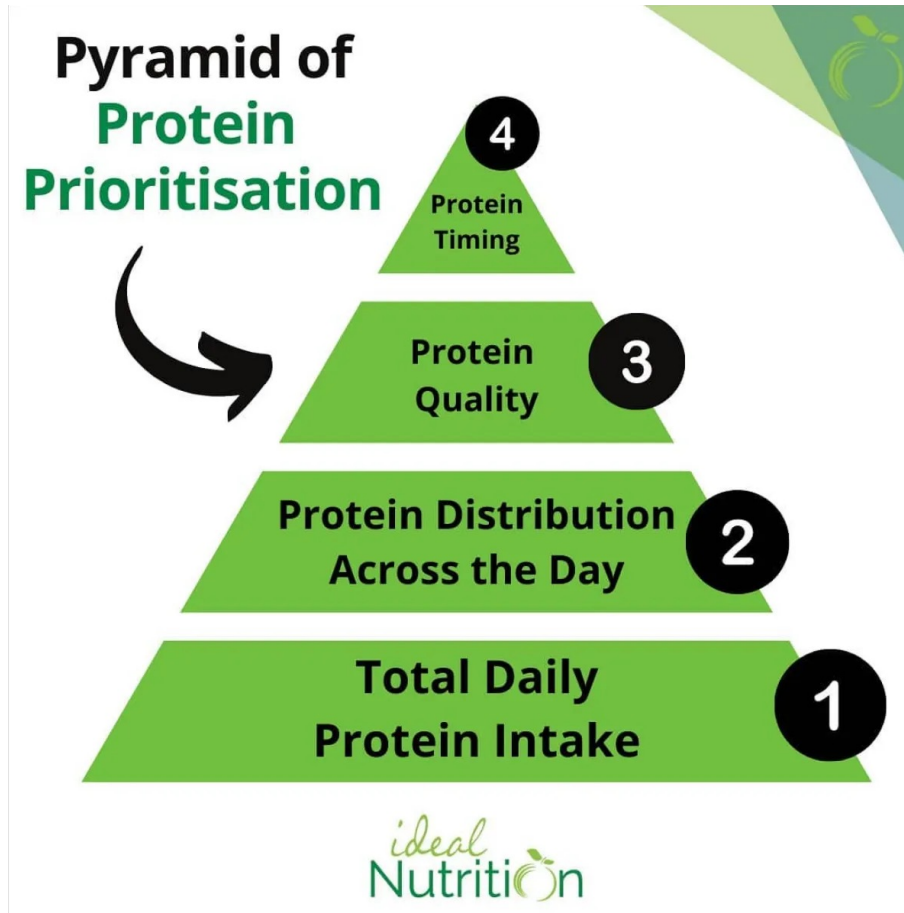 Pyramid of
Protein
Prioritisation
4
Protein
Timing
Protein
Quality
3
Protein Distribution
Across the Day
2
Total Daily
Protein Intake
1
ideal
Nutrition